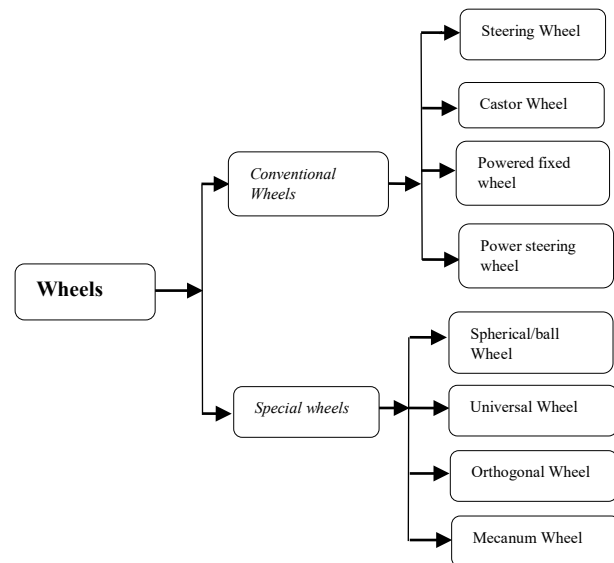 Steering Wheel
Castor Wheel
Conventional
Wheels
Powered fixed
wheel
Power steering
wheel
Wheels
Spherical/ball
Wheel
Special wheels
Universal Wheel
Orthogonal Wheel
Mecanum Wheel